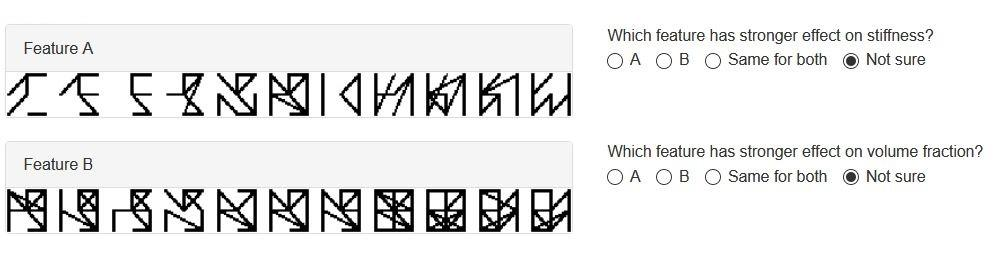 Feature A
Which feature has stronger effect on stiffness?
A B Same for both Not sure
Feature B
Which feature has stronger effect on volume fraction?
A B Same for both Not sure